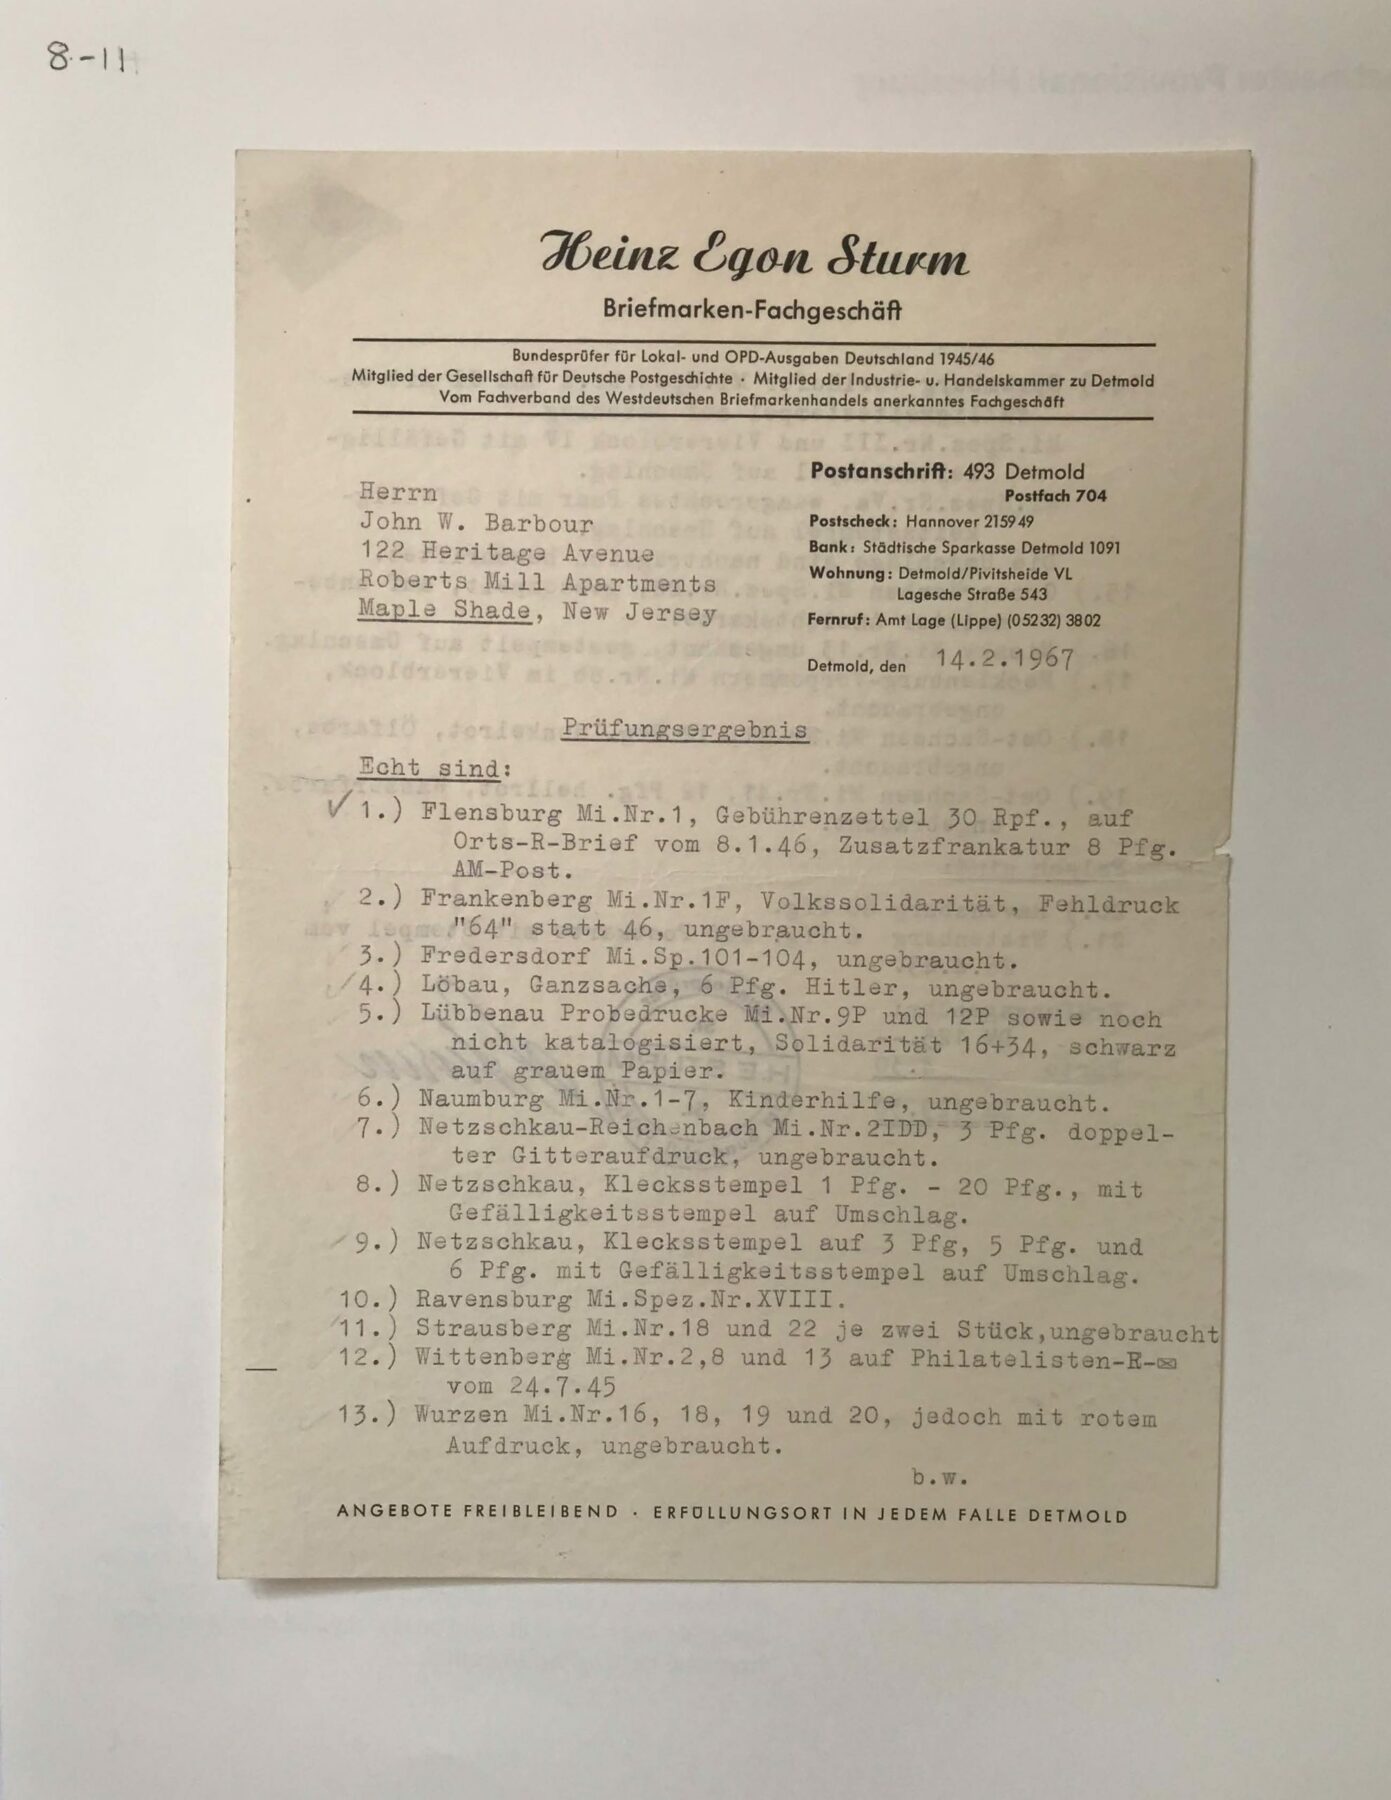 8-11
Heinz Egon Sturm
Briefmarken-Fachgeschäft
Bundesprüfer für Lokal- und OPD-Ausgaben Deutschland 1945/46
Mitglied der Gesellschaft für Deutsche Postgeschichte · Mitglied der Industrie- u. Handelskammer zu Detmold
Vom Fachverband des Westdeutschen Briefmarkenhandels anerkanntes Fachgeschäft
Herrn
John W. Barbour
122 Heritage Avenue
Roberts Mill Apartments
Maple Shade, New Jersey
Postanschrift: 493 Detmold
Postfach 704
Postscheck: Hannover 215949
Bank: Städtische Sparkasse Detmold 1091
Wohnung: Detmold/Pivitsheide VL
Lagesche Straße 543
Fernruf: Amt Lage (Lippe) (05232) 3802
Detmold, den 14.2.1967
Prüfungsergebnis
Echt sind:
✓ 1.) Flensburg Mi.Nr.1, Gebührenzettel 30 Rpf., auf
Orts-R-Brief vom 8.1.46, Zusatzfrankatur 8 Pfg.
AM-Post.
2.) Frankenberg Mi.Nr.1F, Volkssolidarität, Fehldruck
"64" statt 46, ungebraucht.
3.) Fredersdorf Mi.Sp.101-104, ungebraucht.
4.) Löbau, Ganzsache, 6 Pfg. Hitler, ungebraucht.
5.) Lübbenau Probedrucke Mi.Nr.9P und 12P sowie noch
nicht katalogisiert, Solidarität 16+34, schwarz
auf grauem Papier.
6.) Naumburg Mi.Nr.1-7, Kinderhilfe, ungebraucht.
7.) Netzschkau-Reichenbach Mi.Nr.2IDD, 3 Pfg. doppel-
ter Gitteraufdruck, ungebraucht.
8.) Netzschkau, Klecksstempel 1 Pfg. - 20 Pfg., mit
Gefälligkeitsstempel auf Umschlag.
9.) Netzschkau, Klecksstempel auf 3 Pfg, 5 Pfg. und
6 Pfg. mit Gefälligkeitsstempel auf Umschlag.
10.) Ravensburg Mi.Spez.Nr.XVIII.
11.) Strausberg Mi.Nr.18 und 22 je zwei Stück,ungebraucht
12.) Wittenberg Mi.Nr.2,8 und 13 auf Philatelisten-R-✉
vom 24.7.45
13.) Wurzen Mi.Nr.16, 18, 19 und 20, jedoch mit rotem
Aufdruck, ungebraucht.
b.w.
ANGEBOTE FREIBLEIBEND · ERFÜLLUNGSORT IN JEDEM FALLE DETMOLD